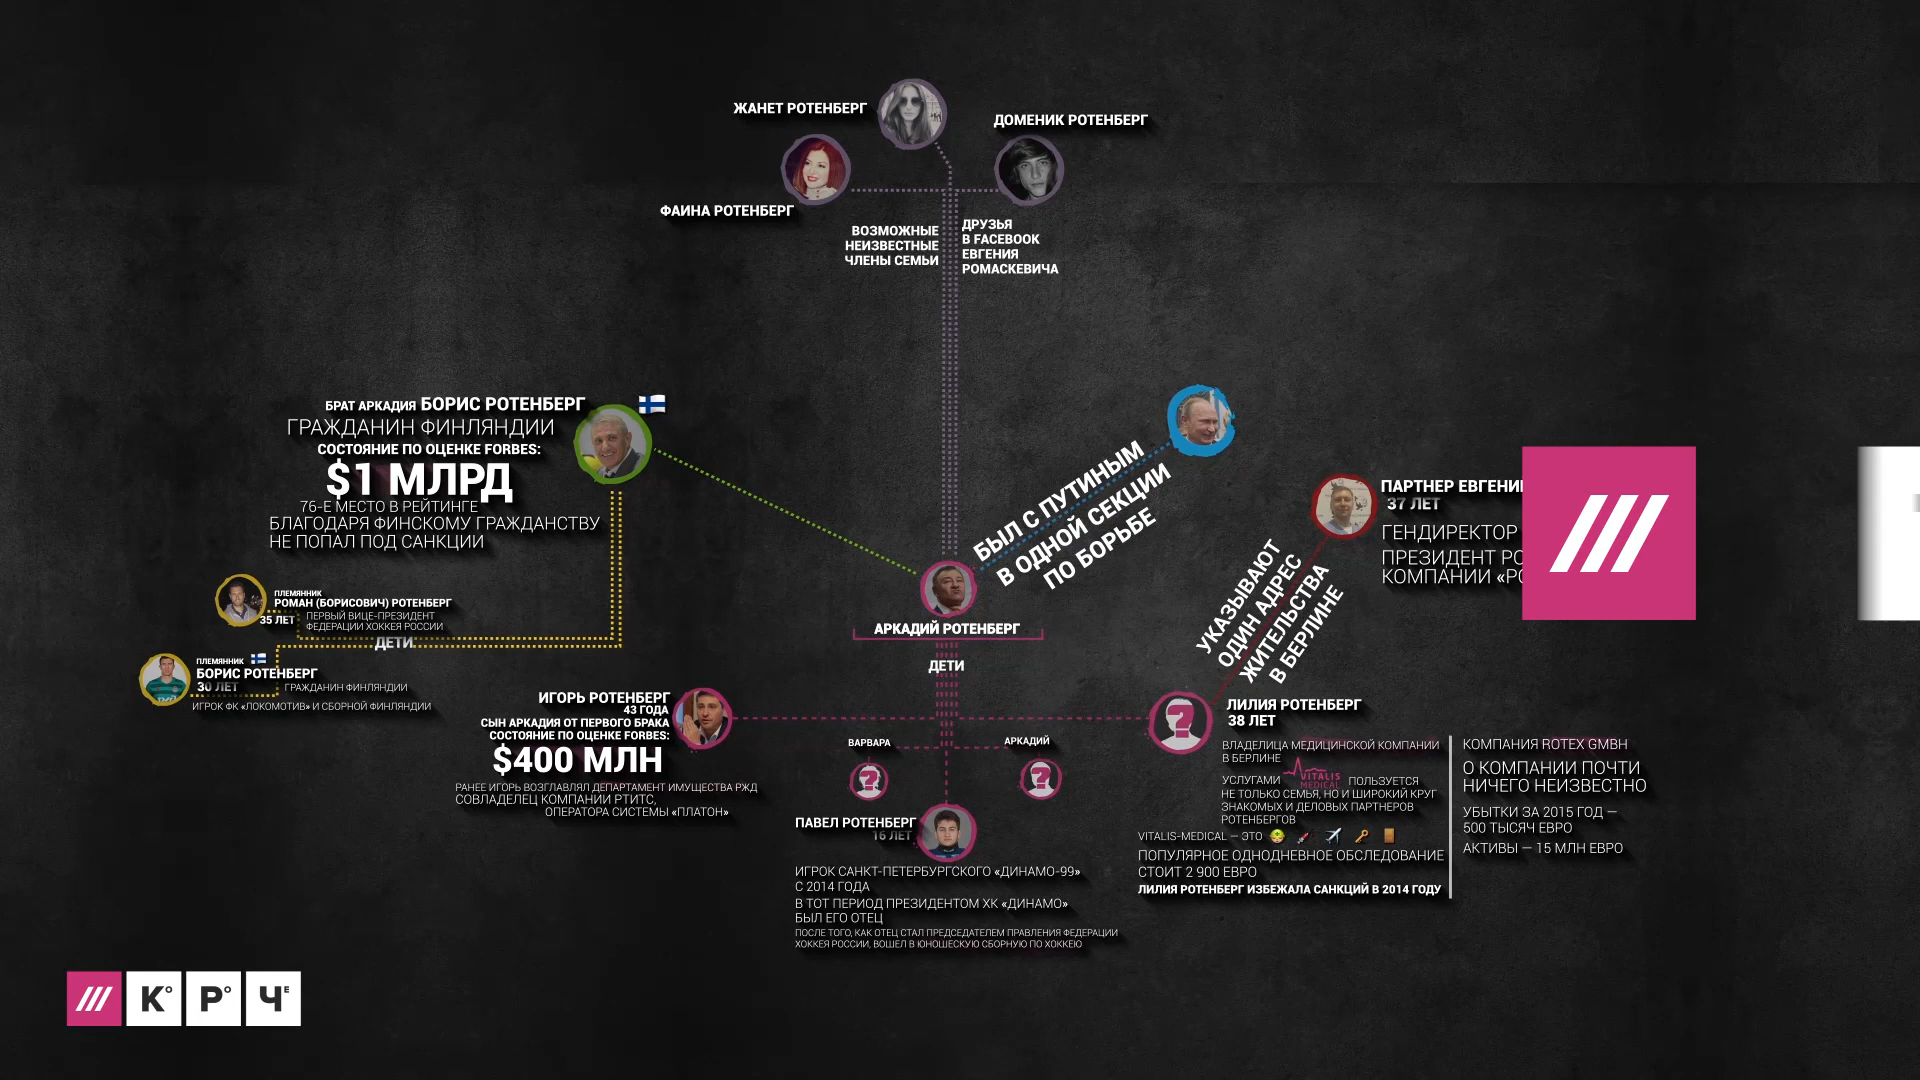 ЖАНЕТ РОТЕНБЕРГ
ДОМЕНИК РОТЕНБЕРГ
ФАИНА РОТЕНБЕРГ
ВОЗМОЖНЫЕ
НЕИЗВЕСТНЫЕ
ЧЛЕНЫ СЕМЬИ
ДРУЗЬЯ
В FACEBOOK
ЕВГЕНИЯ
РОМАСКЕВИЧА
БРАТ АРКАДИЯ БОРИС РОТЕНБЕРГ
ГРАЖДАНИН ФИНЛЯНДИИ
СОСТОЯНИЕ ПО ОЦЕНКЕ FORBES:
$1 МЛРД
76-Е МЕСТО В РЕЙТИНГЕ
БЛАГОДАРЯ ФИНСКОМУ ГРАЖДАНСТВУ
НЕ ПОПАЛ ПОД САНКЦИИ
БЫЛ С ПУТИНЫМ
В ОДНОЙ СЕКЦИИ
ПО БОРЬБЕ
ПАРТНЕР ЕВГЕНИ
37 ЛЕТ
ГЕНДИРЕКТОР
ПРЕЗИДЕНТ РО
КОМПАНИИ «РО
УКАЗЫВАЮТ
ОДИН АДРЕС
ЖИТЕЛЬСТВА
В БЕРЛИНЕ
ПЛЕМЯННИК
РОМАН (БОРИСОВИЧ) РОТЕНБЕРГ
35 ЛЕТ
ПЕРВЫЙ ВИЦЕ-ПРЕЗИДЕНТ
ФЕДЕРАЦИИ ХОККЕЯ РОССИИ
ДЕТИ
ПЛЕМЯННИК
БОРИС РОТЕНБЕРГ
30 ЛЕТ
ГРАЖДАНИН ФИНЛЯНДИИ
ИГРОК ФК «ЛОКОМОТИВ» И СБОРНОЙ ФИНЛЯНДИИ
АРКАДИЙ РОТЕНБЕРГ
ДЕТИ
ИГОРЬ РОТЕНБЕРГ
43 ГОДА
СЫН АРКАДИЯ ОТ ПЕРВОГО БРАКА
СОСТОЯНИЕ ПО ОЦЕНКЕ FORBES:
$400 МЛН
РАНЕЕ ИГОРЬ ВОЗГЛАВЛЯЛ ДЕПАРТАМЕНТ ИМУЩЕСТВА РЖД
СОВЛАДЕЛЕЦ КОМПАНИИ РТИТС,
ОПЕРАТОРА СИСТЕМЫ «ПЛАТОН»
ВАРВАРА
АРКАДИЙ
ПАВЕЛ РОТЕНБЕРГ
16 ЛЕТ
ИГРОК САНКТ-ПЕТЕРБУРГСКОГО «ДИНАМО-99»
С 2014 ГОДА
В ТОТ ПЕРИОД ПРЕЗИДЕНТОМ ХК «ДИНАМО»
БЫЛ ЕГО ОТЕЦ
ПОСЛЕ ТОГО, КАК ОТЕЦ СТАЛ ПРЕДСЕДАТЕЛЕМ ПРАВЛЕНИЯ ФЕДЕРАЦИИ
ХОККЕЯ РОССИИ, ВОШЕЛ В ЮНОШЕСКУЮ СБОРНУЮ ПО ХОККЕЮ
ЛИЛИЯ РОТЕНБЕРГ
38 ЛЕТ
ВЛАДЕЛИЦА МЕДИЦИНСКОЙ КОМПАНИИ
В БЕРЛИНЕ
УСЛУГАМИ VITALIS MEDICAL ПОЛЬЗУЕТСЯ
НЕ ТОЛЬКО СЕМЬЯ, НО И ШИРОКИЙ КРУГ
ЗНАКОМЫХ И ДЕЛОВЫХ ПАРТНЕРОВ
РОТЕНБЕРГОВ
VITALIS-MEDICAL — ЭТО
ПОПУЛЯРНОЕ ОДНОДНЕВНОЕ ОБСЛЕДОВАНИЕ
СТОИТ 2 900 ЕВРО
ЛИЛИЯ РОТЕНБЕРГ ИЗБЕЖАЛА САНКЦИЙ В 2014 ГОДУ
КОМПАНИЯ ROTEX GMBH
О КОМПАНИИ ПОЧТИ
НИЧЕГО НЕИЗВЕСТНО
УБЫТКИ ЗА 2015 ГОД —
500 ТЫСЯЧ ЕВРО
АКТИВЫ — 15 МЛН ЕВРО
/// КО РО ЧЕ